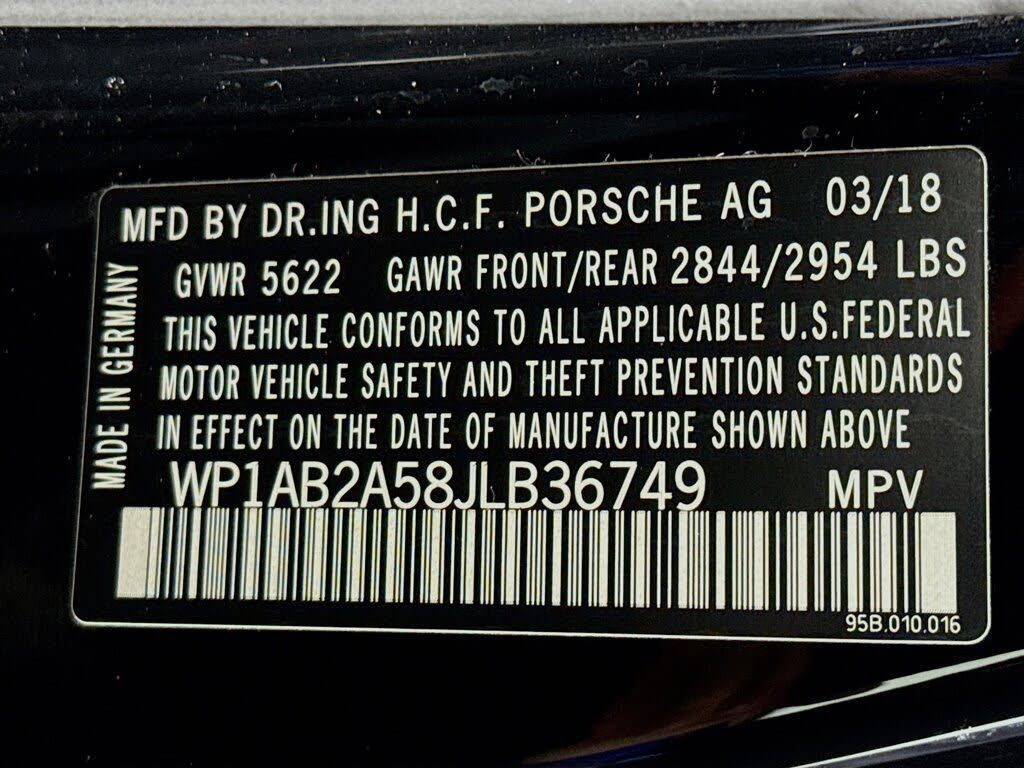 MFD BY DR.ING H.C.F. PORSCHE AG 03/18
GVWR 5622 GAWR FRONT/REAR 2844/2954 LBS
THIS VEHICLE CONFORMS TO ALL APPLICABLE U.S.FEDERAL
MOTOR VEHICLE SAFETY AND THEFT PREVENTION STANDARDS
IN EFFECT ON THE DATE OF MANUFACTURE SHOWN ABOVE
WP1AB2A58JLB36749 MPV
95B.010.016
MADE IN GERMANY